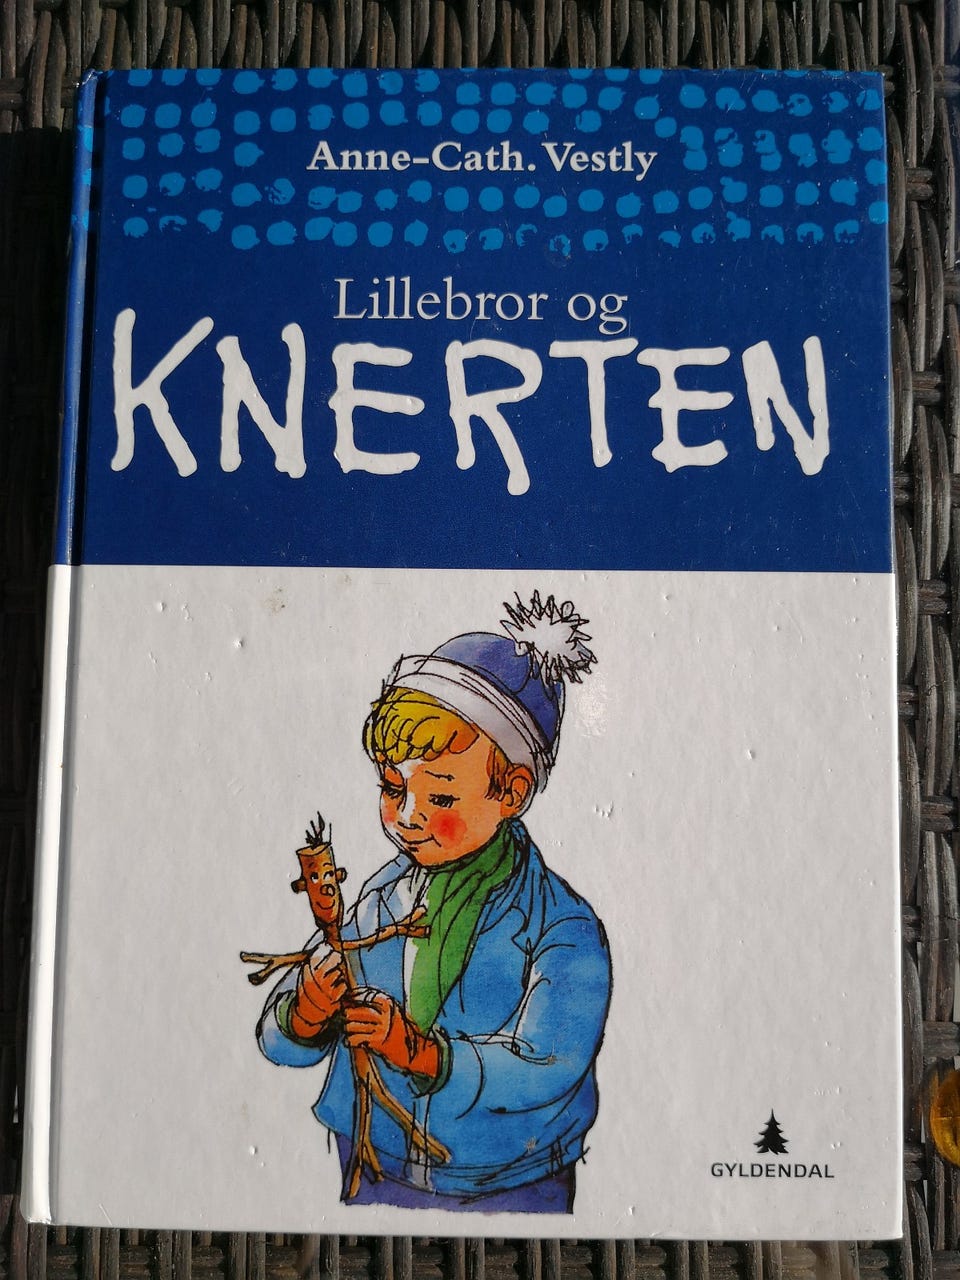 Anne-Cath. Vestly
Lillebror og
KNERTEN
GYLDENDAL